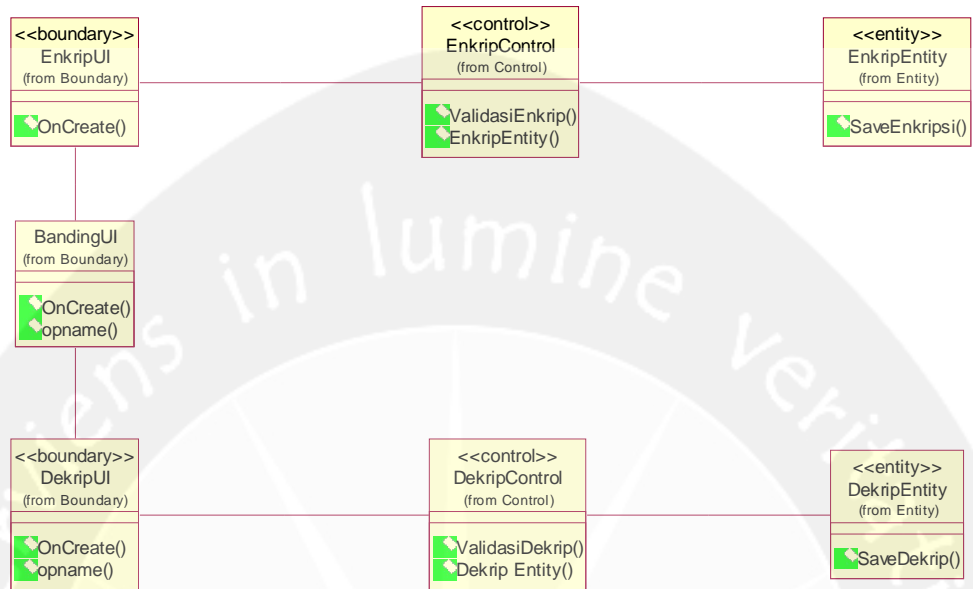 <<boundary>>
EnkripUI
(from Boundary)
OnCreate()
<<control>>
EnkripControl
(from Control)
ValidasiEnkrip()
EnkripEntity()
<<entity>>
EnkripEntity
(from Entity)
SaveEnkripsi()
BandingUI
(from Boundary)
OnCreate()
opname()
<<boundary>>
DekripUI
(from Boundary)
OnCreate()
opname()
<<control>>
DekripControl
(from Control)
ValidasiDekrip()
Dekrip Entity()
<<entity>>
DekripEntity
(from Entity)
SaveDekrip()
in lumine